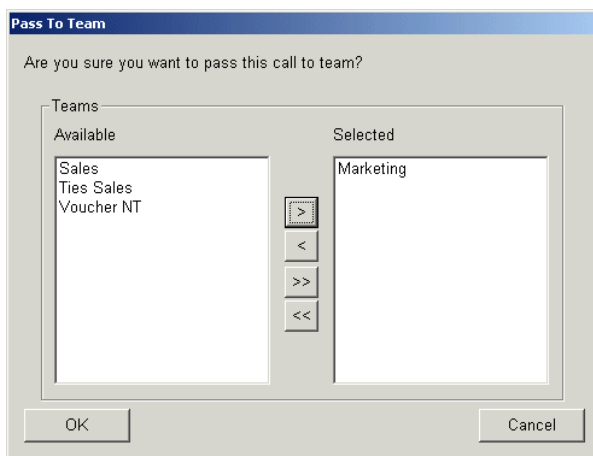 Pass To Team
Are you sure you want to pass this call to team?
Teams
Available
Selected
Sales
Ties Sales
Voucher NT
Marketing
>
<
>>
<<
OK
Cancel